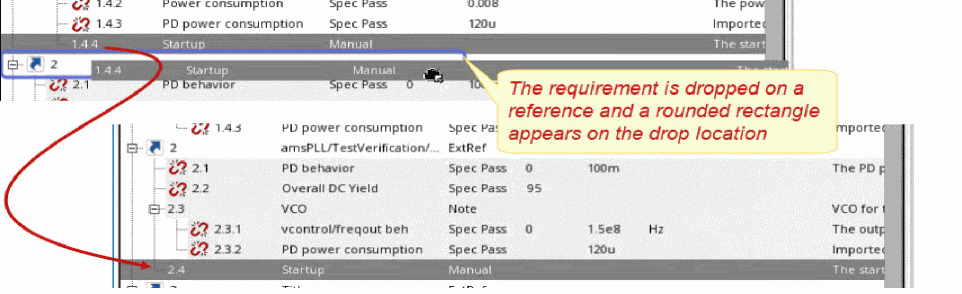 1.4.2 Power consumption Spec Pass 0.008 The pow
1.4.3 PD power consumption Spec Pass 120u Importec
1.4.4 Startup Manual The start
2
1.4.4 Startup Manual
2.1 PD behavior Spec Pass 0
The requirement is dropped on a
reference and a rounded rectangle
appears on the drop location
1.4.3 PD power consumption Spec Pas mportec
2 amsPLL/TestVerification/... ExtRef
2.1 PD behavior Spec Pass 0 100m The PD p
2.2 Overall DC Yield Spec Pass 95
2.3 VCO Note VCO for t
2.3.1 vcontrol/freqout beh Spec Pass 0 1.5e8 Hz The outp
2.3.2 PD power consumption Spec Pass 120u Importec
2.4 Startup Manual The start